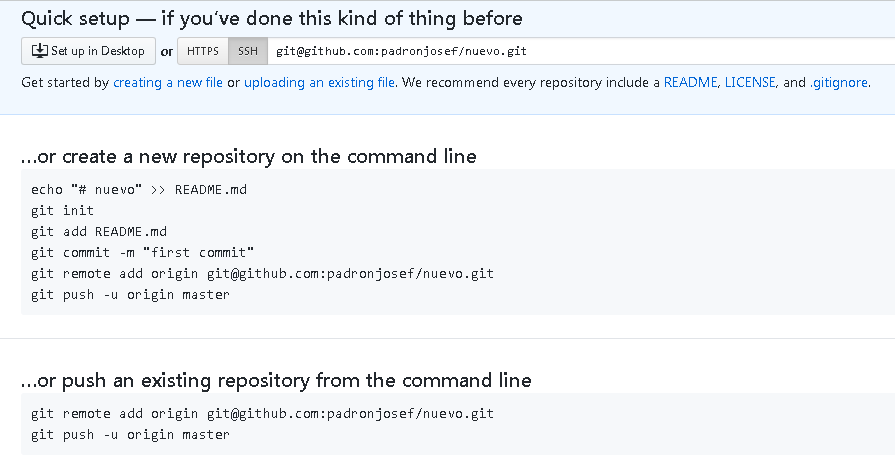 Quick setup — if you've done this kind of thing before
Set up in Desktop or HTTPS SSH git@github.com:padronjosef/nuevo.git
Get started by creating a new file or uploading an existing file. We recommend every repository include a README, LICENSE, and .gitignore.
…or create a new repository on the command line
echo "# nuevo" >> README.md
git init
git add README.md
git commit -m "first commit"
git remote add origin git@github.com:padronjosef/nuevo.git
git push -u origin master
…or push an existing repository from the command line
git remote add origin git@github.com:padronjosef/nuevo.git
git push -u origin master